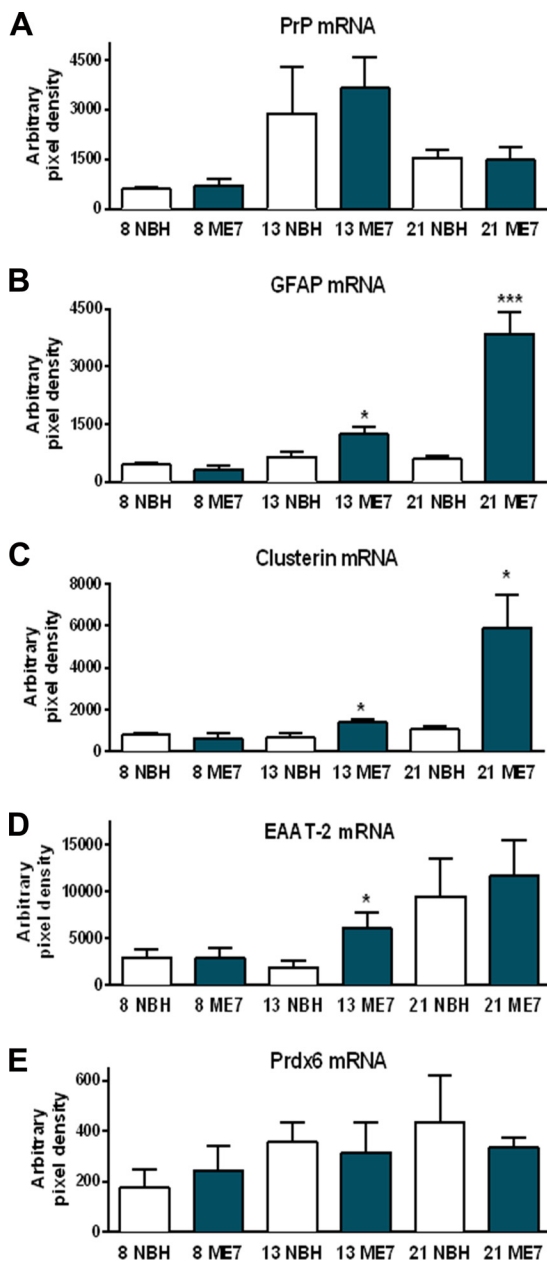 A
PrP mRNA
Arbitrary
pixel density
4500
3000
1500
0
8 NBH 8 ME7 13 NBH 13 ME7 21 NBH 21 ME7
B
GFAP mRNA
Arbitrary
pixel density
4500
3000
1500
0
*
***
8 NBH 8 ME7 13 NBH 13 ME7 21 NBH 21 ME7
C
Clusterin mRNA
Arbitrary
pixel density
8000
6000
4000
2000
0
*
*
8 NBH 8 ME7 13 NBH 13 ME7 21 NBH 21 ME7
D
EAAT-2 mRNA
Arbitrary
pixel density
15000
10000
5000
0
*
8 NBH 8 ME7 13 NBH 13 ME7 21 NBH 21 ME7
E
Prdx6 mRNA
Arbitrary
pixel density
600
400
200
0
8 NBH 8 ME7 13 NBH 13 ME7 21 NBH 21 ME7